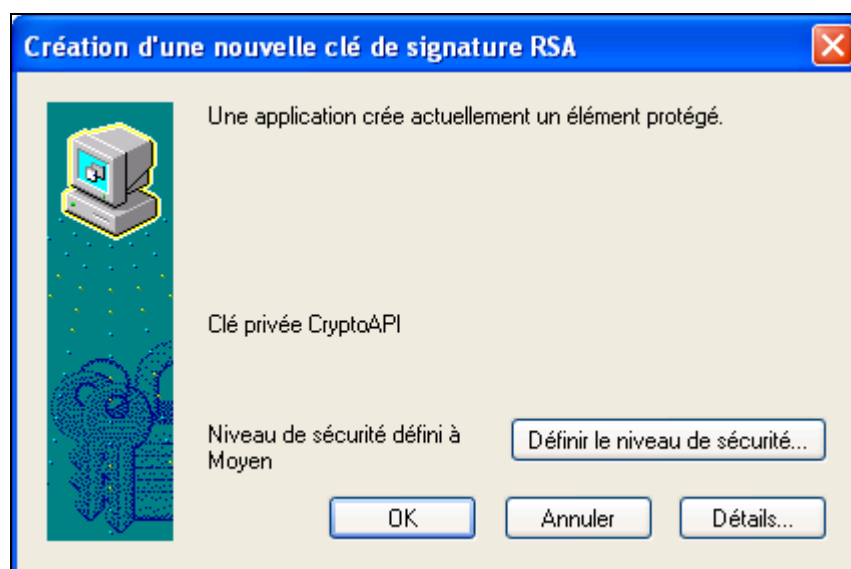 Création d'une nouvelle clé de signature RSA
Une application crée actuellement un élément protégé.
Clé privée CryptoAPI
Niveau de sécurité défini à
Moyen
Définir le niveau de sécurité...
OK
Annuler
Détails...